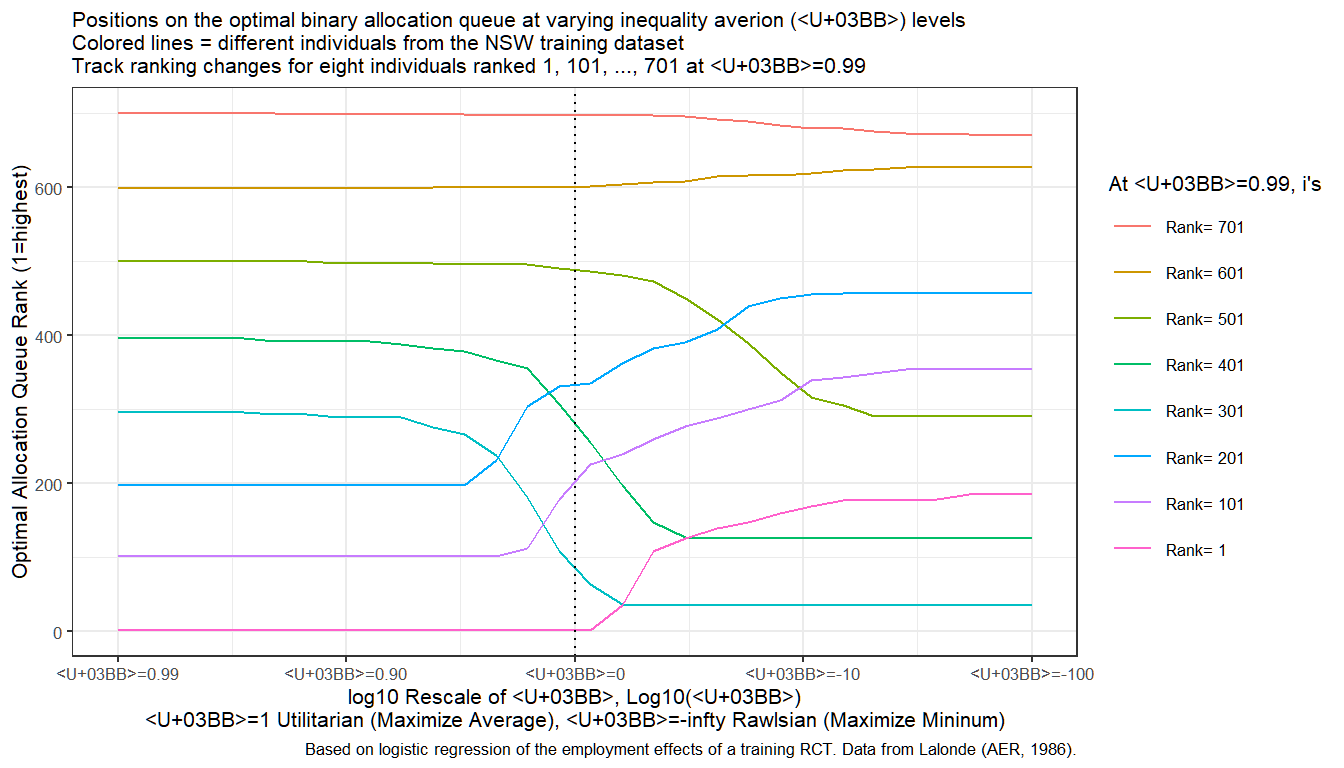 Positions on the optimal binary allocation queue at varying inequality averion (<U+03BB>) levels
Colored lines = different individuals from the NSW training dataset
Track ranking changes for eight individuals ranked 1, 101, ..., 701 at <U+03BB>=0.99
Optimal Allocation Queue Rank (1=highest)
600
400
200
0
<U+03BB>=0.99
<U+03BB>=0.90
<U+03BB>=0
<U+03BB>=-10
<U+03BB>=-100
log10 Rescale of <U+03BB>, Log10(<U+03BB>)
<U+03BB>=1 Utilitarian (Maximize Average), <U+03BB>=-infty Rawlsian (Maximize Mininum)
Based on logistic regression of the employment effects of a training RCT. Data from Lalonde (AER, 1986).
At <U+03BB>=0.99, i's
Rank= 701
Rank= 601
Rank= 501
Rank= 401
Rank= 301
Rank= 201
Rank= 101
Rank= 1